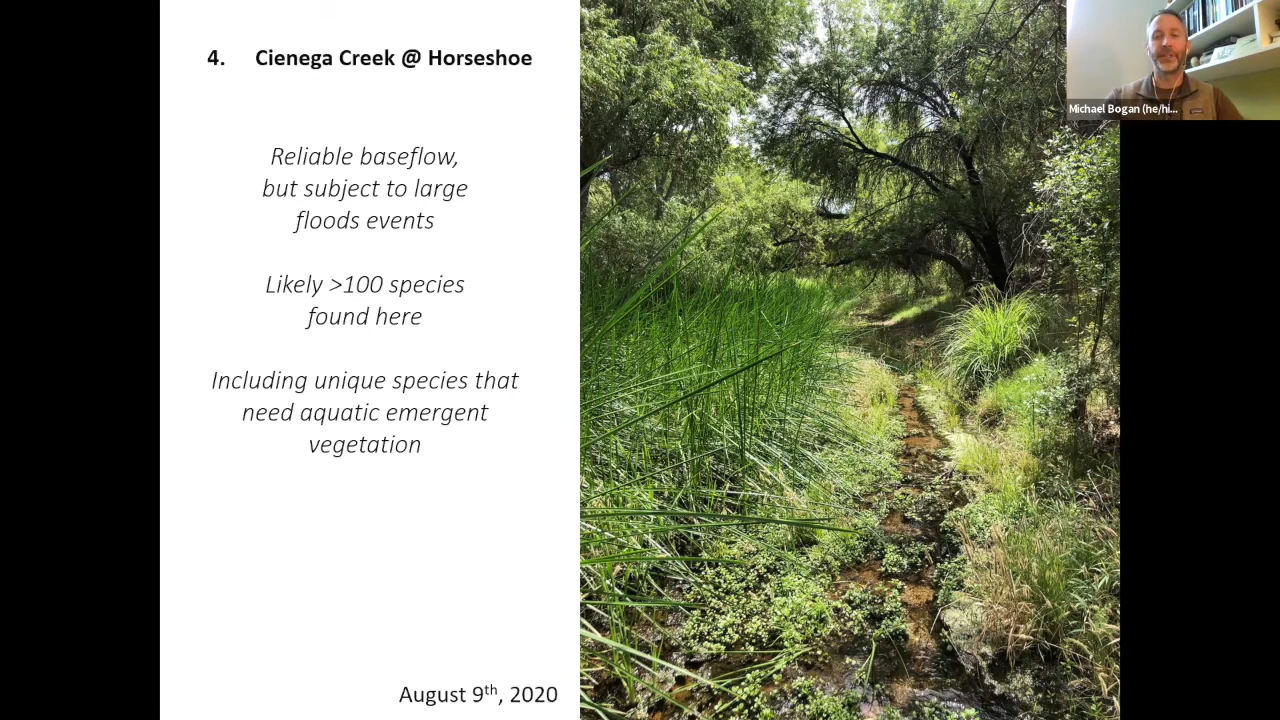 4. Cienega Creek @ Horseshoe
Reliable baseflow,
but subject to large
floods events
Likely >100 species
found here
Including unique species that
need aquatic emergent
vegetation
August 9th, 2020
Michael Bogan (he/hi...